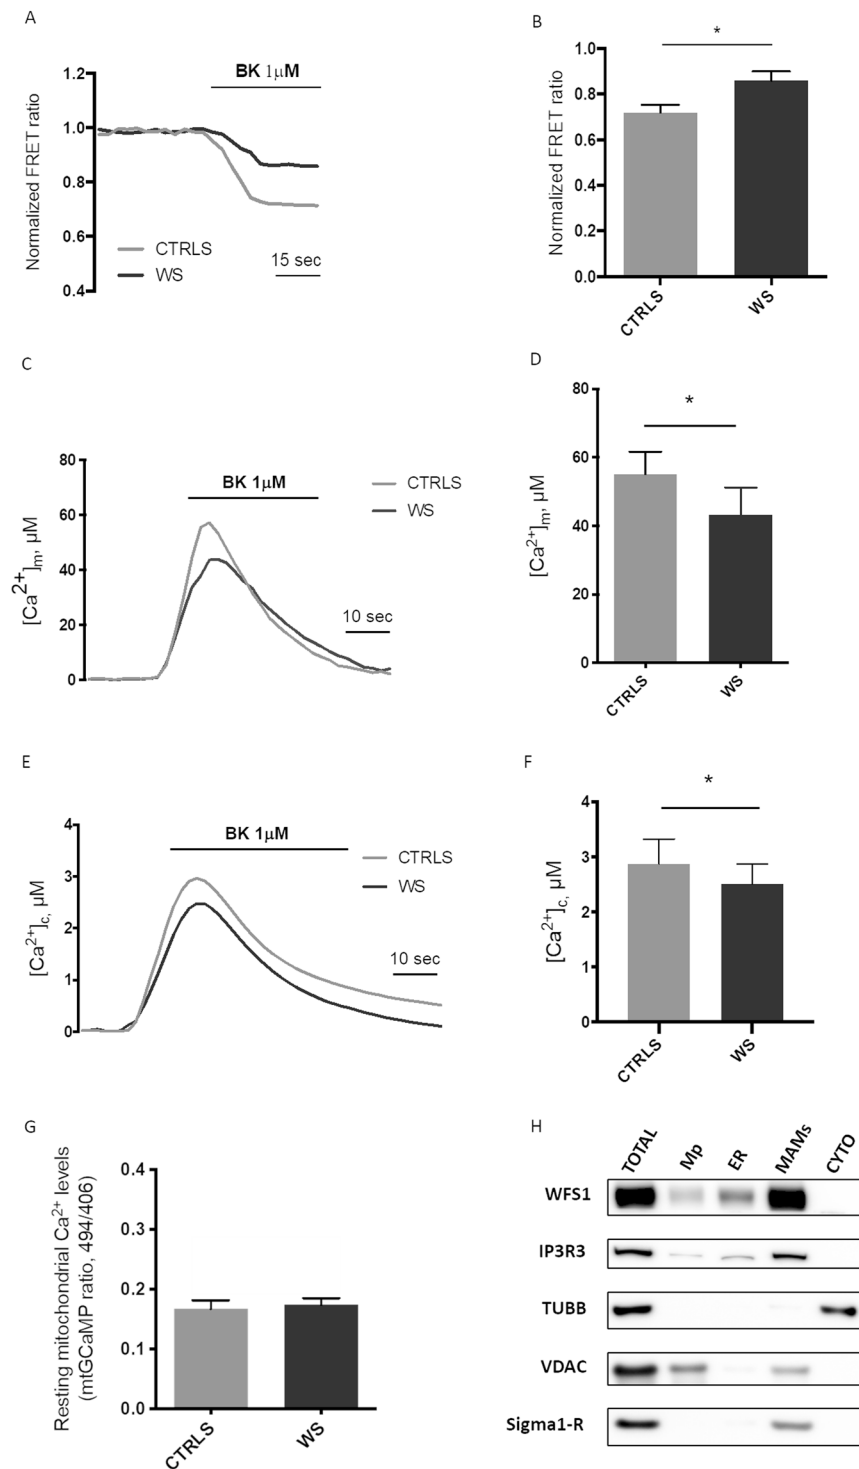 A
1.2
1.0
0.8
0.6
0.4
Normalized FRET ratio
BK 1µM
CTRLS
WS
15 sec
B
*
1.0
0.8
0.6
0.4
0.2
0.0
Normalized FRET ratio
CTRLS
WS
C
80
60
40
20
0
[Ca²⁺]m, µM
BK 1µM
CTRLS
WS
10 sec
D
*
80
60
40
20
0
[Ca²⁺]m, µM
CTRLS
WS
E
4
3
2
1
0
[Ca²⁺]c, µM
BK 1µM
CTRLS
WS
10 sec
F
*
4
3
2
1
0
[Ca²⁺]c, µM
CTRLS
WS
G
0.4
0.3
0.2
0.1
0.0
Resting mitochondrial Ca²⁺ levels
(mtGCaMP ratio, 494/406)
CTRLS
WS
H
TOTAL
Mp
ER
MAMs
CYTO
WFS1
IP3R3
TUBB
VDAC
Sigma1-R